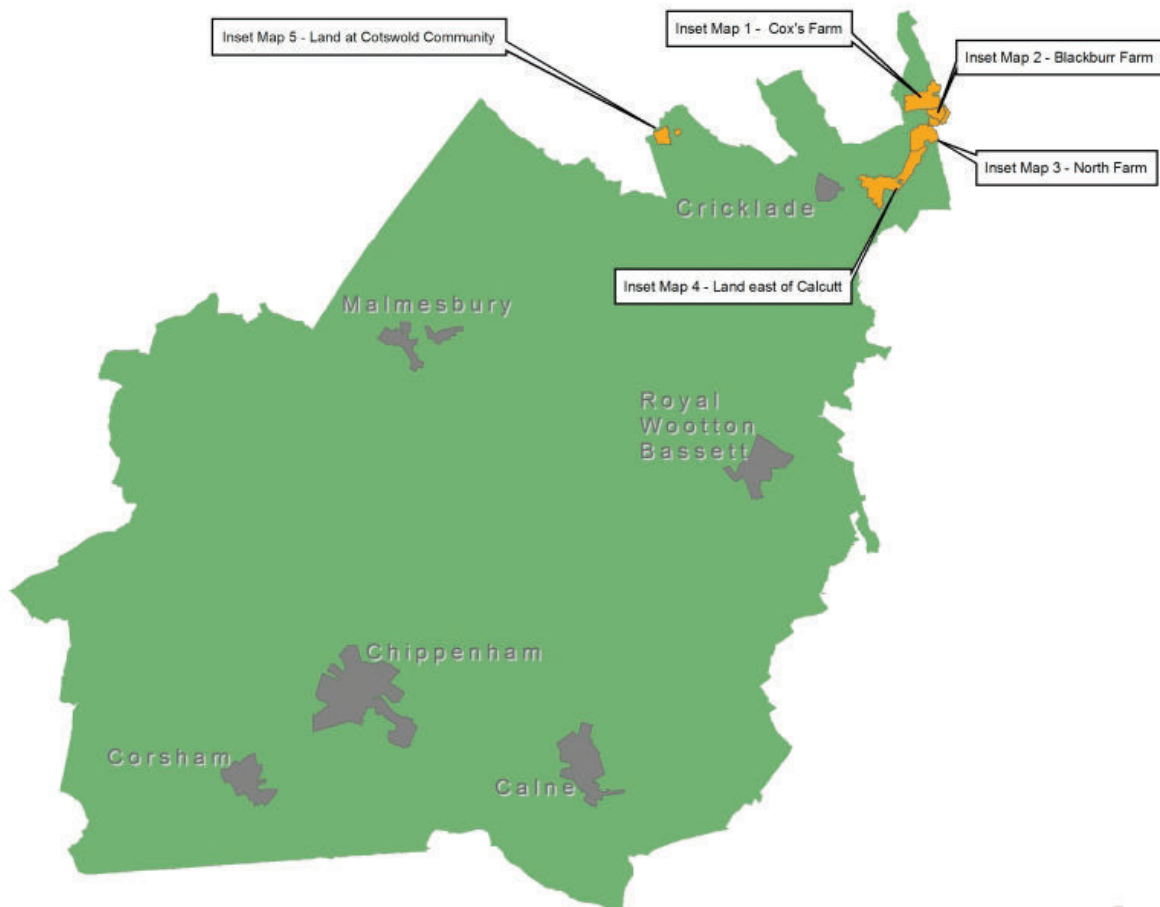 Inset Map 5 - Land at Cotswold Community
Inset Map 1 - Cox's Farm
Inset Map 2 - Blackburr Farm
Inset Map 3 - North Farm
Cricklade
Inset Map 4 - Land east of Calcutt
Malmesbury
Royal
Wootton
Bassett
Chippenham
Corsham
Calne